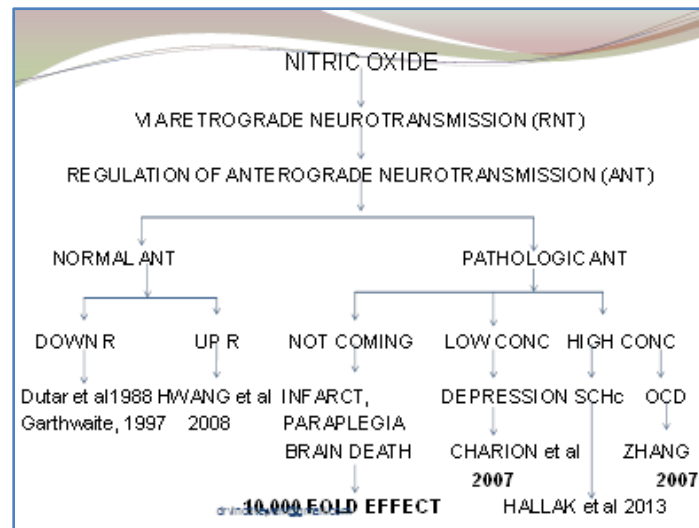 NITRIC OXIDE
VIA RETROGRADE NEUROTRANSMISSION (RNT)
REGULATION OF ANTEROGRADE NEUROTRANSMISSION (ANT)
NORMAL ANT
PATHOLOGIC ANT
DOWN R
UP R
NOT COMING
LOW CONC
HIGH CONC
Dutar et al 1988
Garthwaite, 1997
HWANG et al
2008
INFARCT,
PARAPLEGIA
BRAIN DEATH
DEPRESSION
SCHc
OCD
CHARION et al
2007
ZHANG
2007
10,000 FOLD EFFECT
HALLAK et al 2013